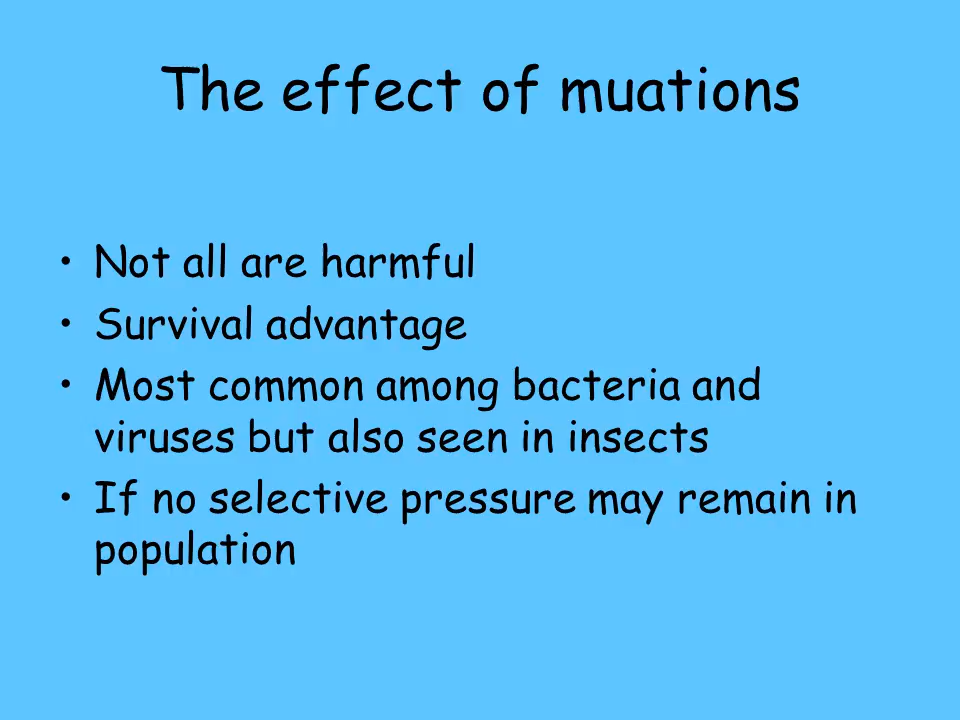 The effect of muations
• Not all are harmful
• Survival advantage
• Most common among bacteria and
viruses but also seen in insects
• If no selective pressure may remain in
population